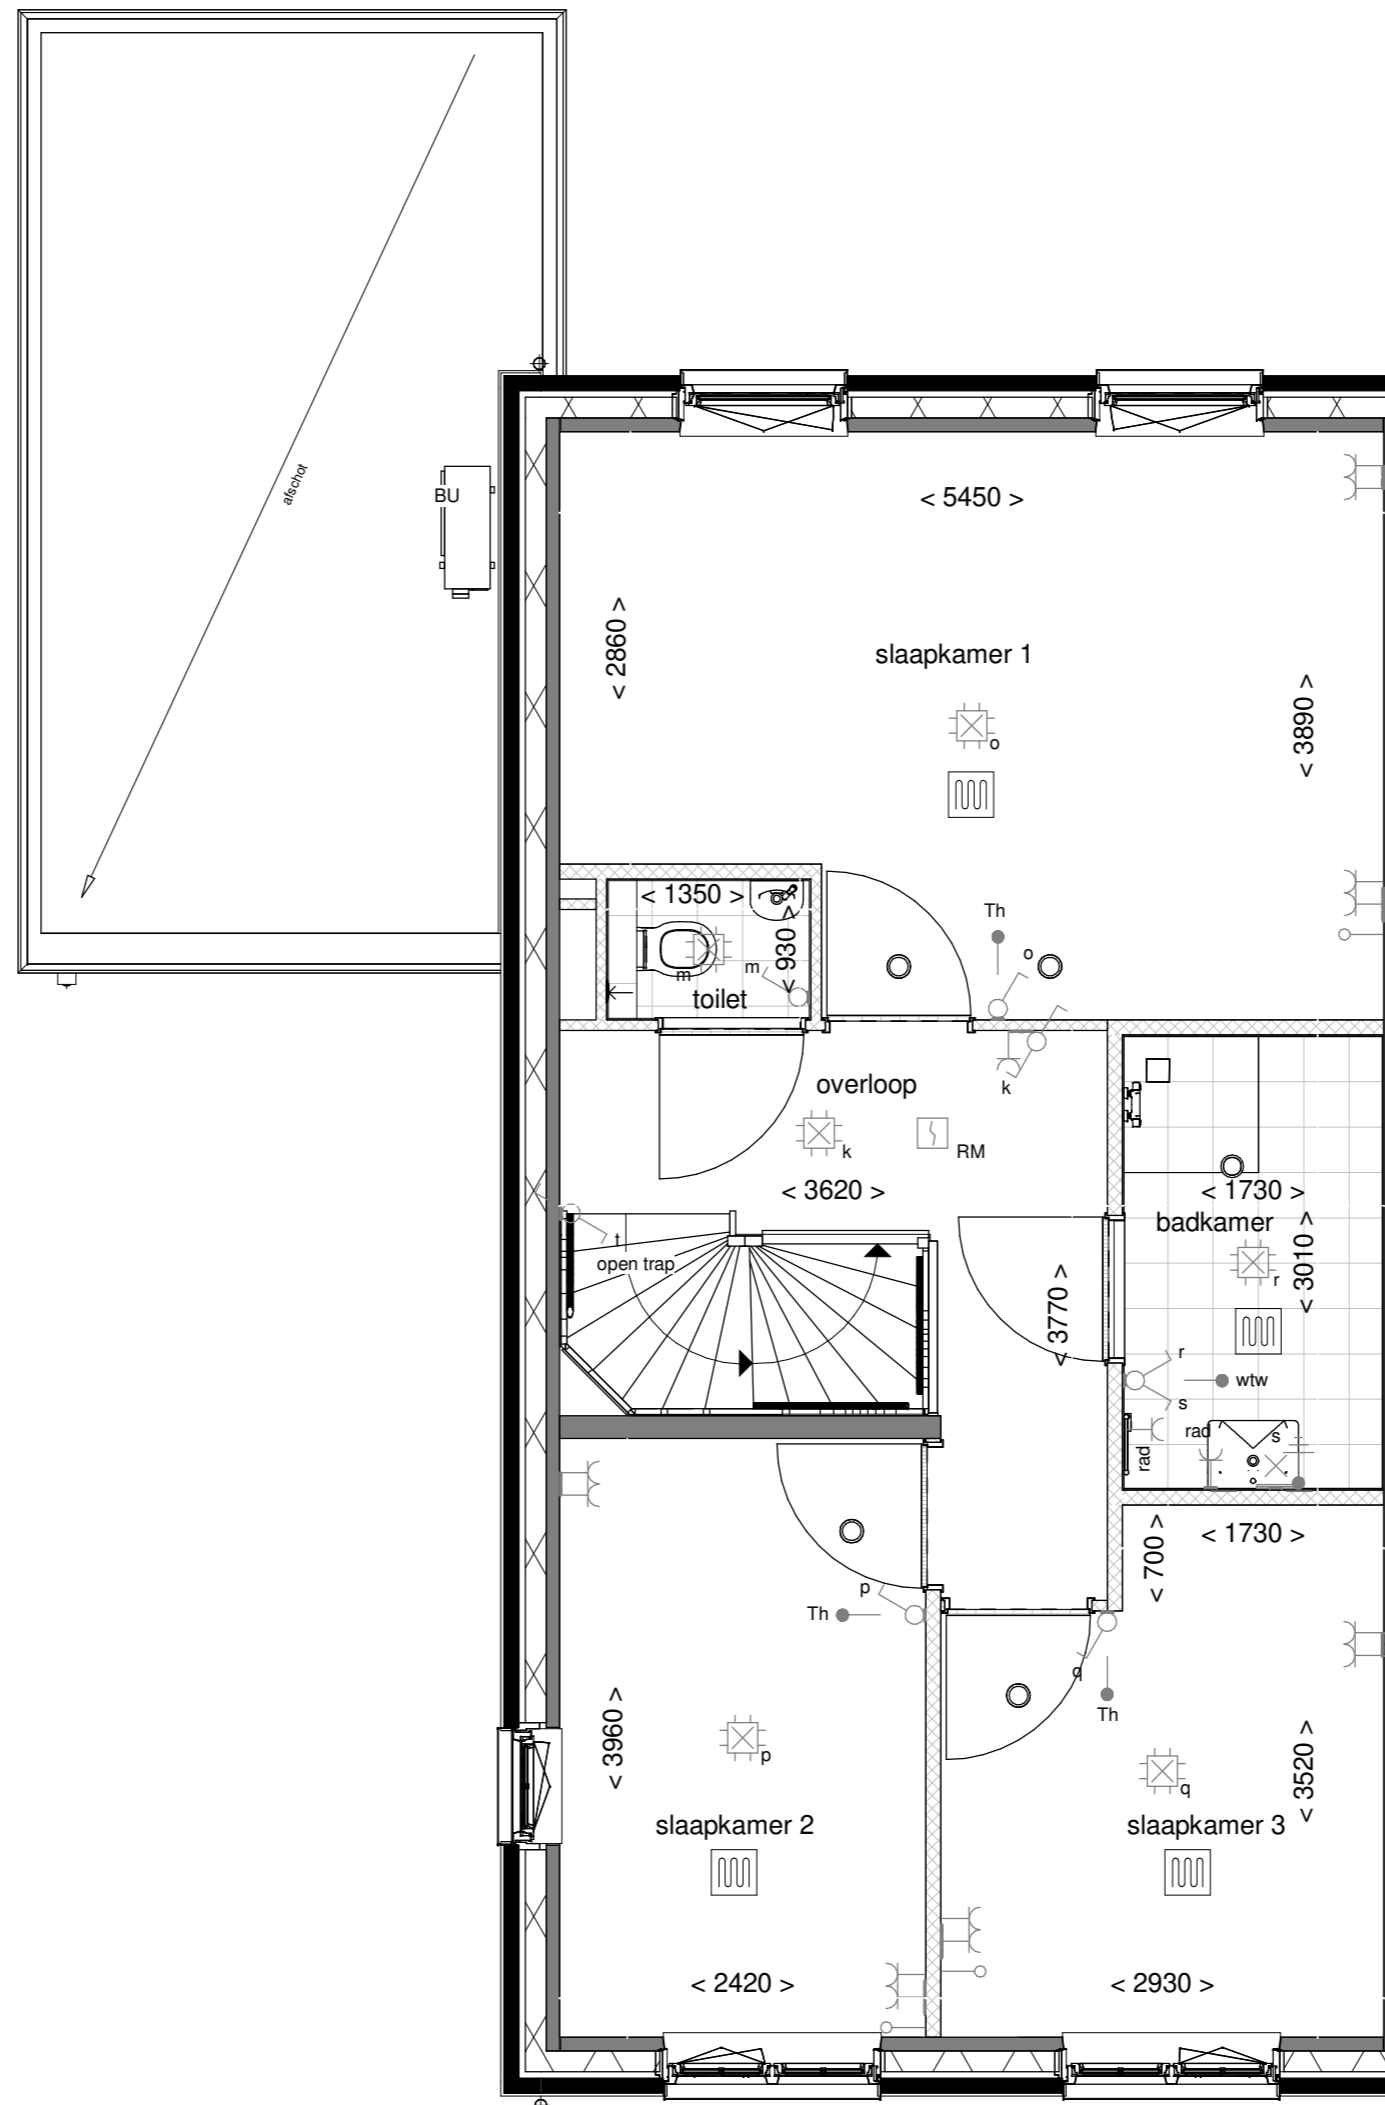 afschot
BU
< 5450 >
< 2860 >
slaapkamer 1
< 3890 >
o
< 1350 >
< 930 >
m
m
toilet
Th
o
overloop
k
k
RM
< 3620 >
< 1730 >
badkamer
< 3010 >
r
t
open trap
< 3770 >
r
wtw
s
rad
rad
s
< 700 >
< 1730 >
p
Th
q
Th
< 3960 >
p
slaapkamer 2
q
< 3520 >
slaapkamer 3
< 2420 >
< 2930 >